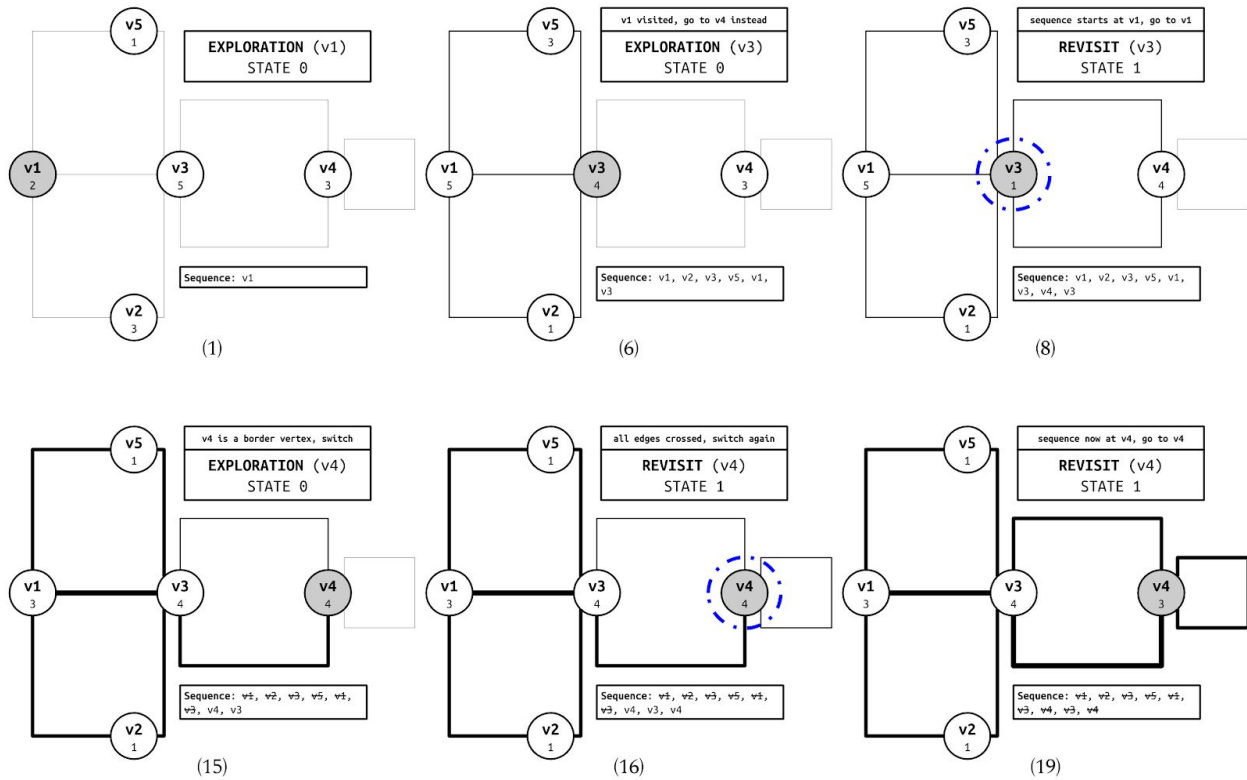 v5
1
EXPLORATION (v1)
STATE 0
v1
2
v3
5
v4
3
Sequence: v1
v2
3
(1)
v5
3
v1 visited, go to v4 instead
EXPLORATION (v3)
STATE 0
v1
5
v3
4
v4
3
Sequence: v1, v2, v3, v5, v1,
v3
v2
1
(6)
v5
3
sequence starts at v1, go to v1
REVISIT (v3)
STATE 1
v1
5
v3
1
v4
4
Sequence: v1, v2, v3, v5, v1,
v3, v4, v3
v2
1
(8)
v5
1
v4 is a border vertex, switch
EXPLORATION (v4)
STATE 0
v1
3
v3
4
v4
4
Sequence: v1, v2, v3, v5, v1,
v3, v4, v3
v2
1
(15)
v5
1
all edges crossed, switch again
REVISIT (v4)
STATE 1
v1
3
v3
4
v4
4
Sequence: v1, v2, v3, v5, v1,
v3, v4, v3, v4
v2
1
(16)
v5
1
sequence now at v4, go to v4
REVISIT (v4)
STATE 1
v1
3
v3
4
v4
3
Sequence: v1, v2, v3, v5, v1,
v3, v4, v3, v4
v2
1
(19)